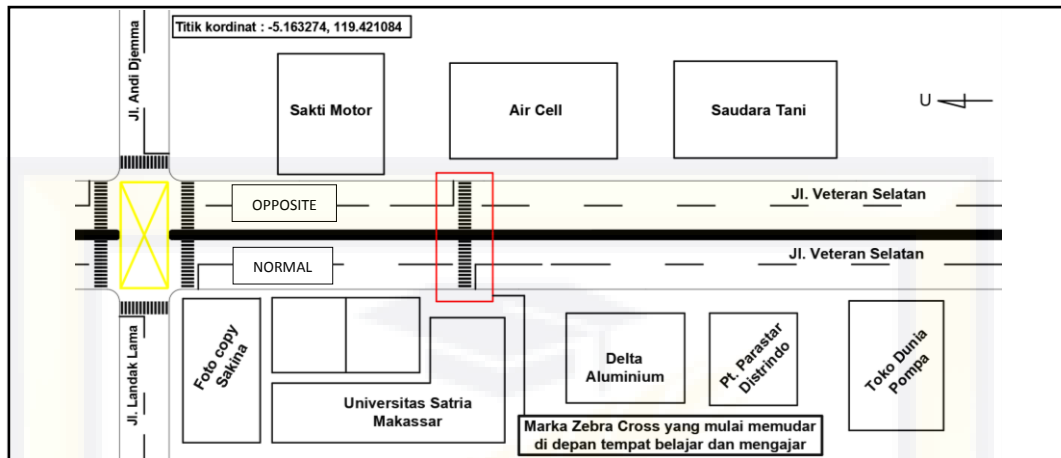 Titik kordinat : -5.163274, 119.421084
Jl. Andi Djemma
Sakti Motor
Air Cell
Saudara Tani
U
OPPOSITE
Jl. Veteran Selatan
NORMAL
Jl. Veteran Selatan
Jl. Landak Lama
Foto copy
Sakina
Universitas Satria
Makassar
Delta
Aluminium
Pt. Parastar
Distrindo
Toko Dunia
Pompa
Marka Zebra Cross yang mulai memudar
di depan tempat belajar dan mengajar